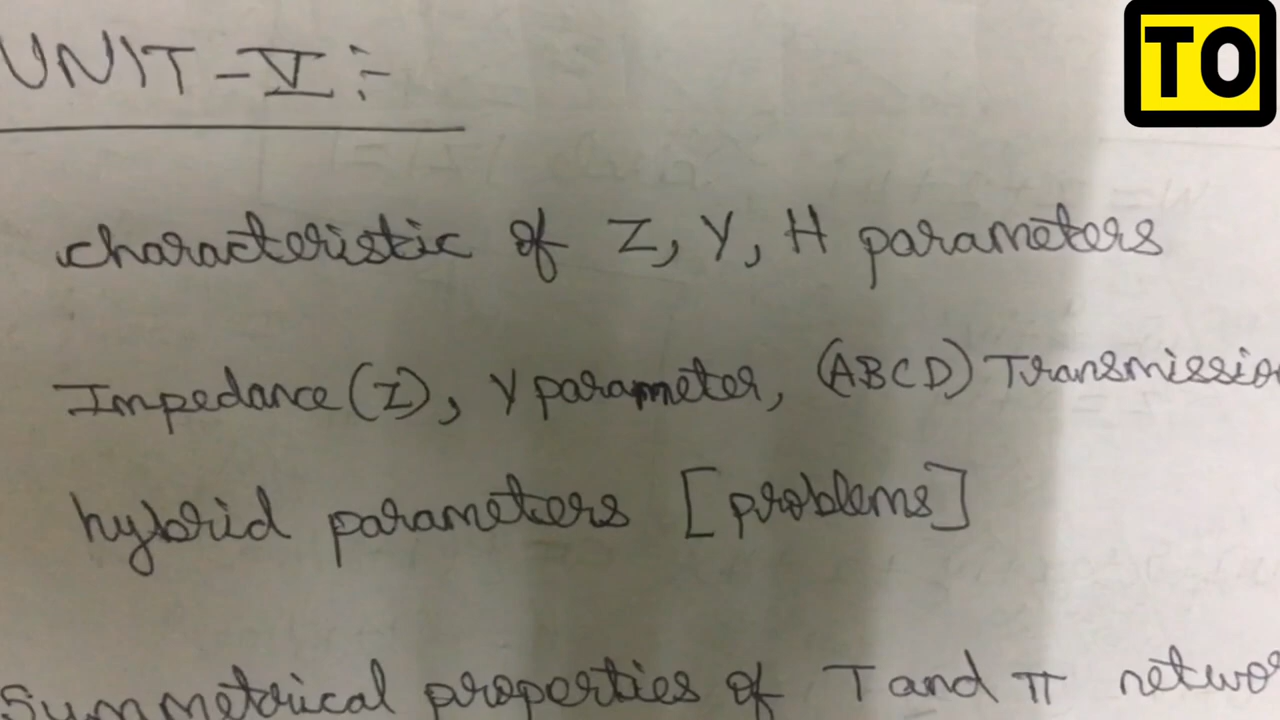 UNIT-V:-
TO
characteristic of Z, Y, H parameters
Impedance(Z), Y parameter, (ABCD) Transmissio
hybrid parameters [problems]
Symmetrical properties of T and π netwo